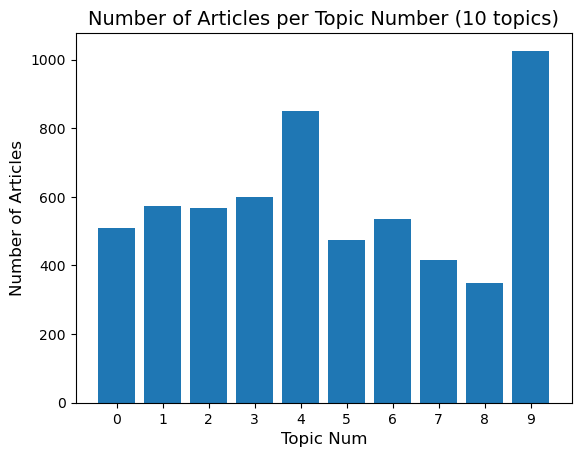 Number of Articles per Topic Number (10 topics)
Number of Articles
1000
800
600
400
200
0
0 1 2 3 4 5 6 7 8 9
Topic Num